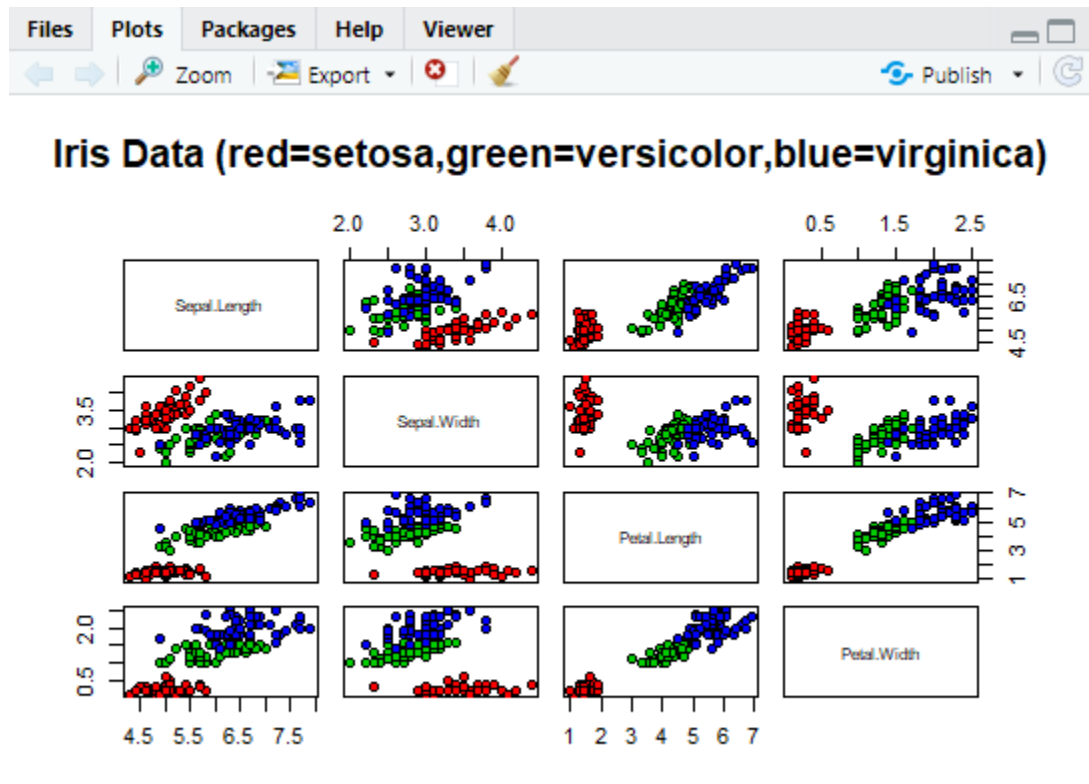 Files Plots Packages Help Viewer
Zoom Export Publish
Iris Data (red=setosa,green=versicolor,blue=virginica)
2.0 3.0 4.0 0.5 1.5 2.5
Sepal.Length
4.5 6.5
2.0 3.5
Sepal.Width
Petal.Length
1 3 5 7
0.5 2.0
Petal.Width
4.5 5.5 6.5 7.5 1 2 3 4 5 6 7